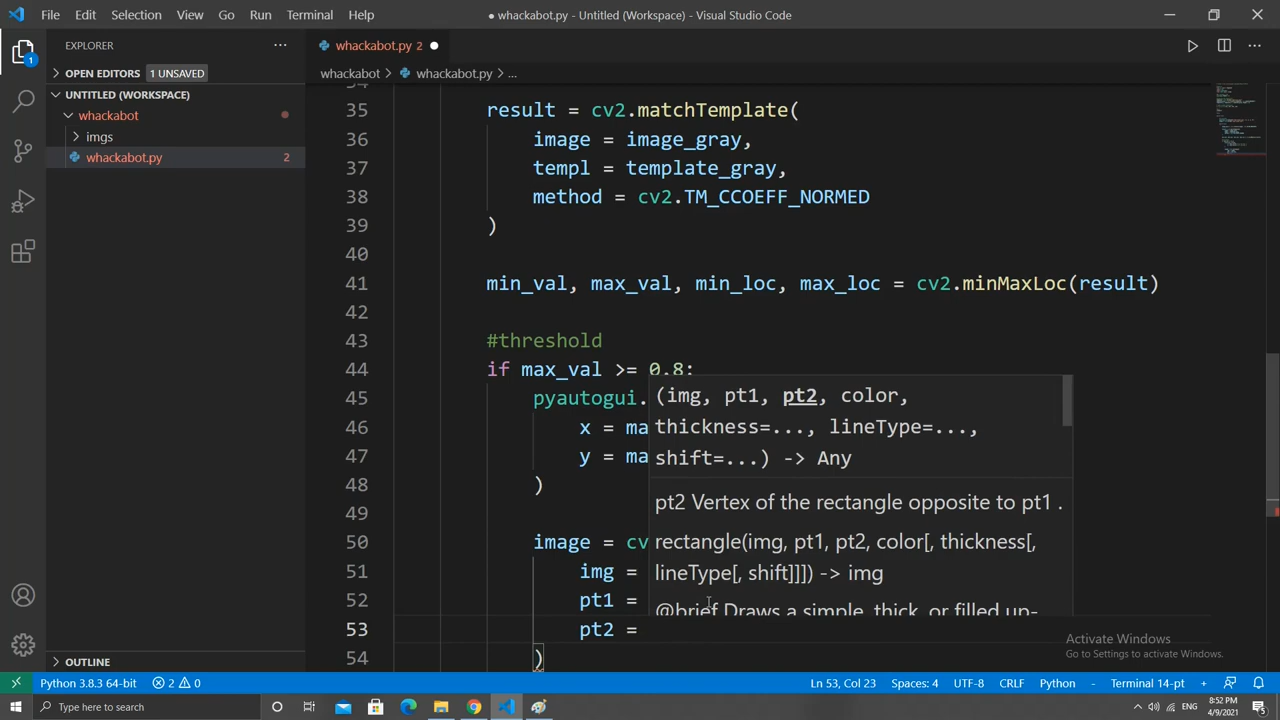 File Edit Selection View Go Run Terminal Help
● whackabot.py - Untitled (Workspace) - Visual Studio Code
EXPLORER
OPEN EDITORS 1 UNSAVED
UNTITLED (WORKSPACE)
whackabot
imgs
whackabot.py 2
OUTLINE
1
whackabot.py 2
whackabot > whackabot.py > ...
35 result = cv2.matchTemplate(
36 image = image_gray,
37 templ = template_gray,
38 method = cv2.TM_CCOEFF_NORMED
39 )
40
41 min_val, max_val, min_loc, max_loc = cv2.minMaxLoc(result)
42
43 #threshold
44 if max_val >= 0.8:
45 pyautogui.
46 x = ma
47 y = ma
48 )
49
50 image = cv
51 img =
52 pt1 =
53 pt2 =
54 )
(img, pt1, pt2, color,
thickness=..., lineType=...,
shift=...) -> Any
pt2 Vertex of the rectangle opposite to pt1 .
rectangle(img, pt1, pt2, color[, thickness[,
lineType[, shift]]]) -> img
@brief Draws a simple, thick, or filled up-
Activate Windows
Go to Settings to activate Windows.
Python 3.8.3 64-bit 2 0 Ln 53, Col 23 Spaces: 4 UTF-8 CRLF Python - Terminal 14-pt +
Type here to search
ENG
8:52 PM
4/9/2021
5